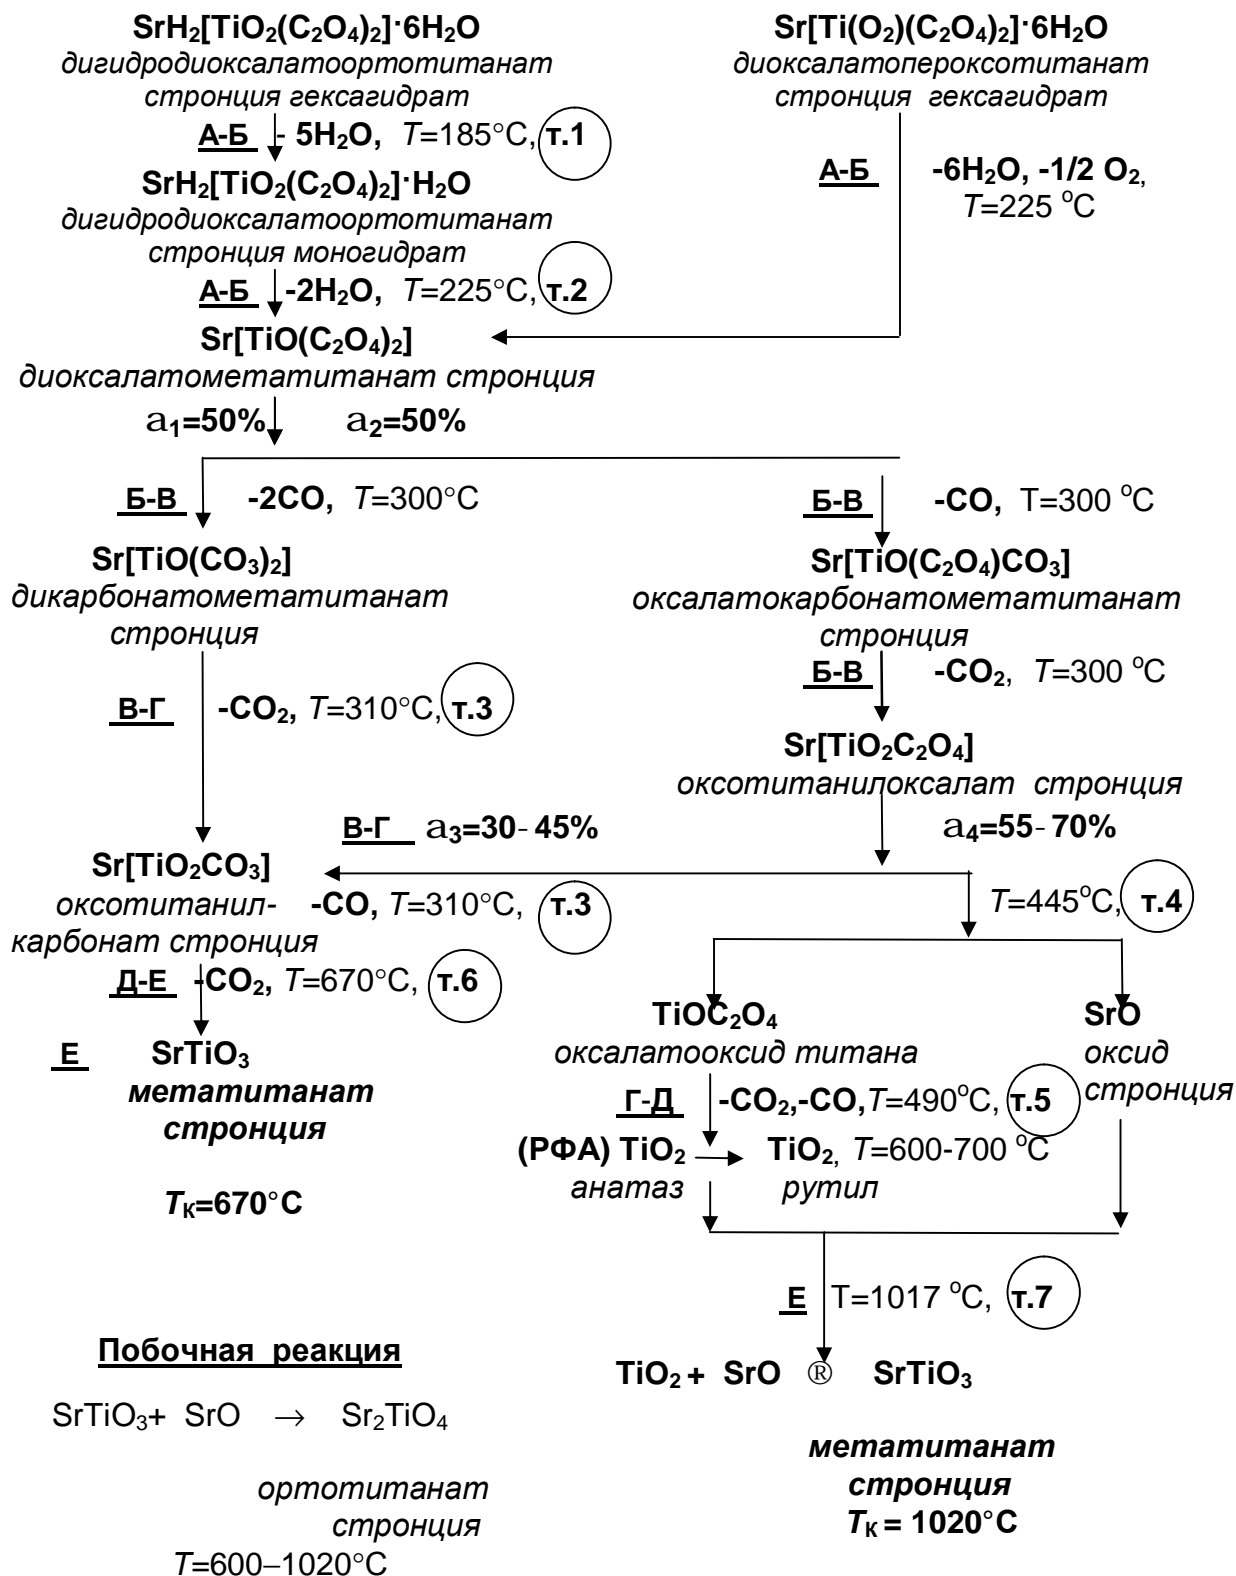 SrH₂[TiO₂(C₂O₄)₂]·6H₂O
дигидродиоксалатоортотитанат
стронция гексагидрат
А-Б - 5H₂O, T=185°C, т.1
SrH₂[TiO₂(C₂O₄)₂]·H₂O
дигидродиоксалатоортотитанат
стронция моногидрат
А-Б -2H₂O, T=225°C, т.2
Sr[Ti(O₂)(C₂O₄)₂]·6H₂O
диоксалатопероксотитанат
стронция гексагидрат
А-Б -6H₂O, -1/2 O₂,
T=225 °C
Sr[TiO(C₂O₄)₂]
диоксалатометатитанат стронция
a₁=50% a₂=50%
Б-В -2CO, T=300°C
Sr[TiO(CO₃)₂]
дикарбонатометатитанат
стронция
В-Г -CO₂, T=310°C, т.3
Б-В -CO, T=300 °C
Sr[TiO(C₂O₄)CO₃]
оксалатокарбонатометатитанат
стронция
Б-В -CO₂, T=300 °C
Sr[TiO₂C₂O₄]
оксотитанилоксалат стронция
В-Г a₃=30-45% a₄=55-70%
Sr[TiO₂CO₃]
оксотитанил-
карбонат стронция
-CO, T=310°C, т.3
T=445°C, т.4
Д-Е -CO₂, T=670°C, т.6
Е SrTiO₃
метатитанат
стронция
Tк=670°C
TiOC₂O₄
оксалатооксид титана
SrO
оксид
стронция
Г-Д -CO₂,-CO,T=490°C, т.5
(РФА) TiO₂ TiO₂, T=600-700 °C
анатаз рутил
Е T=1017 °C, т.7
TiO₂ + SrO ® SrTiO₃
метатитанат
стронция
Tк = 1020°C
Побочная реакция
SrTiO₃+ SrO → Sr₂TiO₄
ортотитанат
стронция
T=600–1020°C